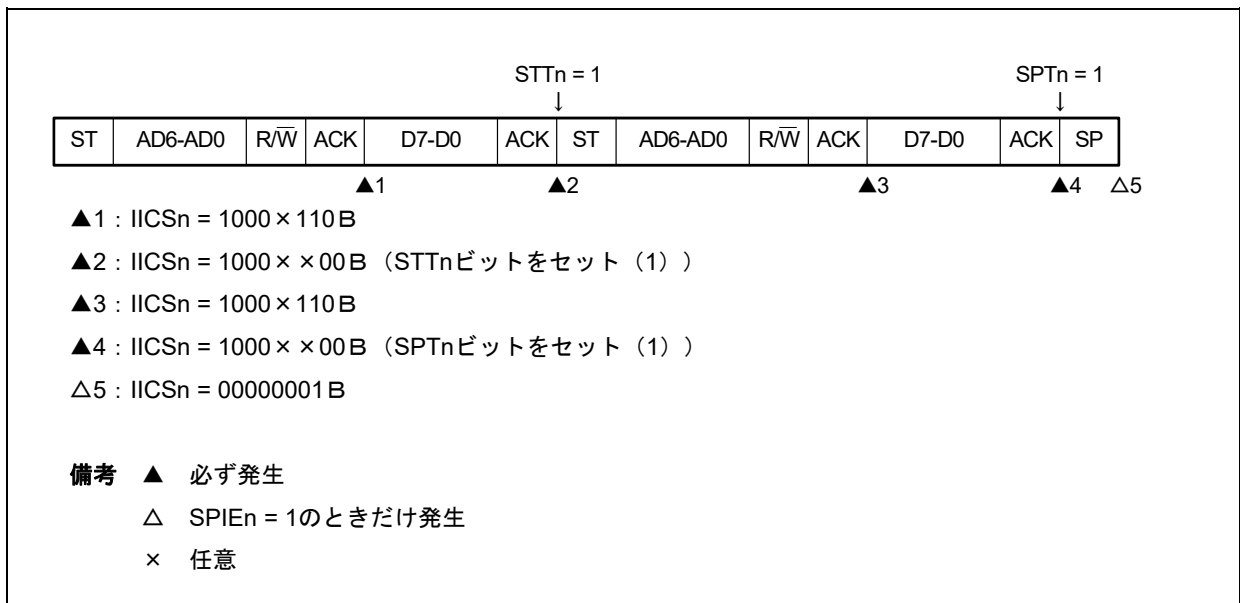 STTn = 1 SPTn = 1
↓ ↓
ST AD6-AD0 R/W̅ ACK D7-D0 ACK ST AD6-AD0 R/W̅ ACK D7-D0 ACK SP
▲1 ▲2 ▲3 ▲4 △5
▲1：IICSn = 1000×110B
▲2：IICSn = 1000××00B（STTnビットをセット（1））
▲3：IICSn = 1000×110B
▲4：IICSn = 1000××00B（SPTnビットをセット（1））
△5：IICSn = 00000001B
備考 ▲ 必ず発生
△ SPIEn = 1のときだけ発生
× 任意